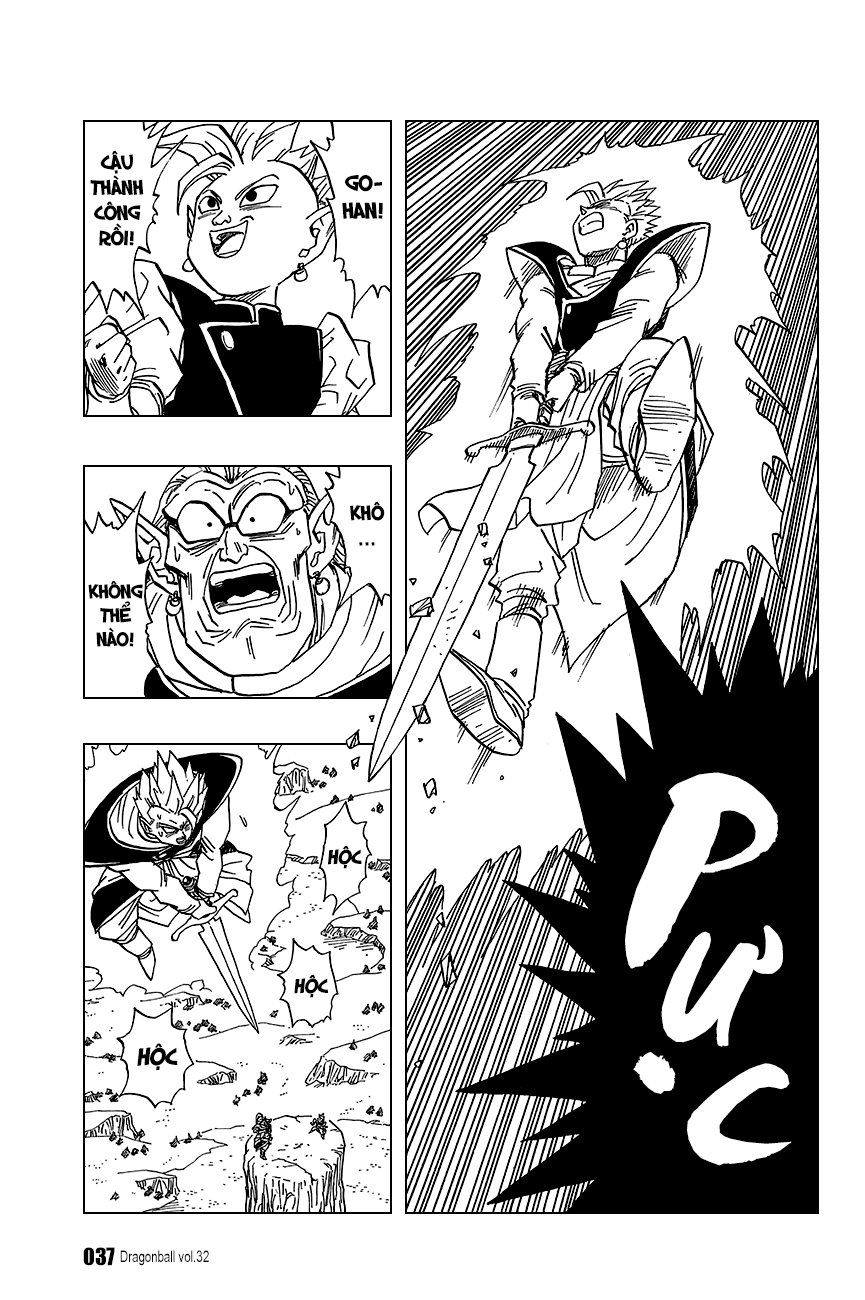 PỰC
GO-
HAN!
CẬU
THÀNH
CÔNG
RỒI!
KHÔ
...
KHÔNG
THỂ
NÀO!
HỘC
HỘC
HỘC
037 Dragonball vol.32